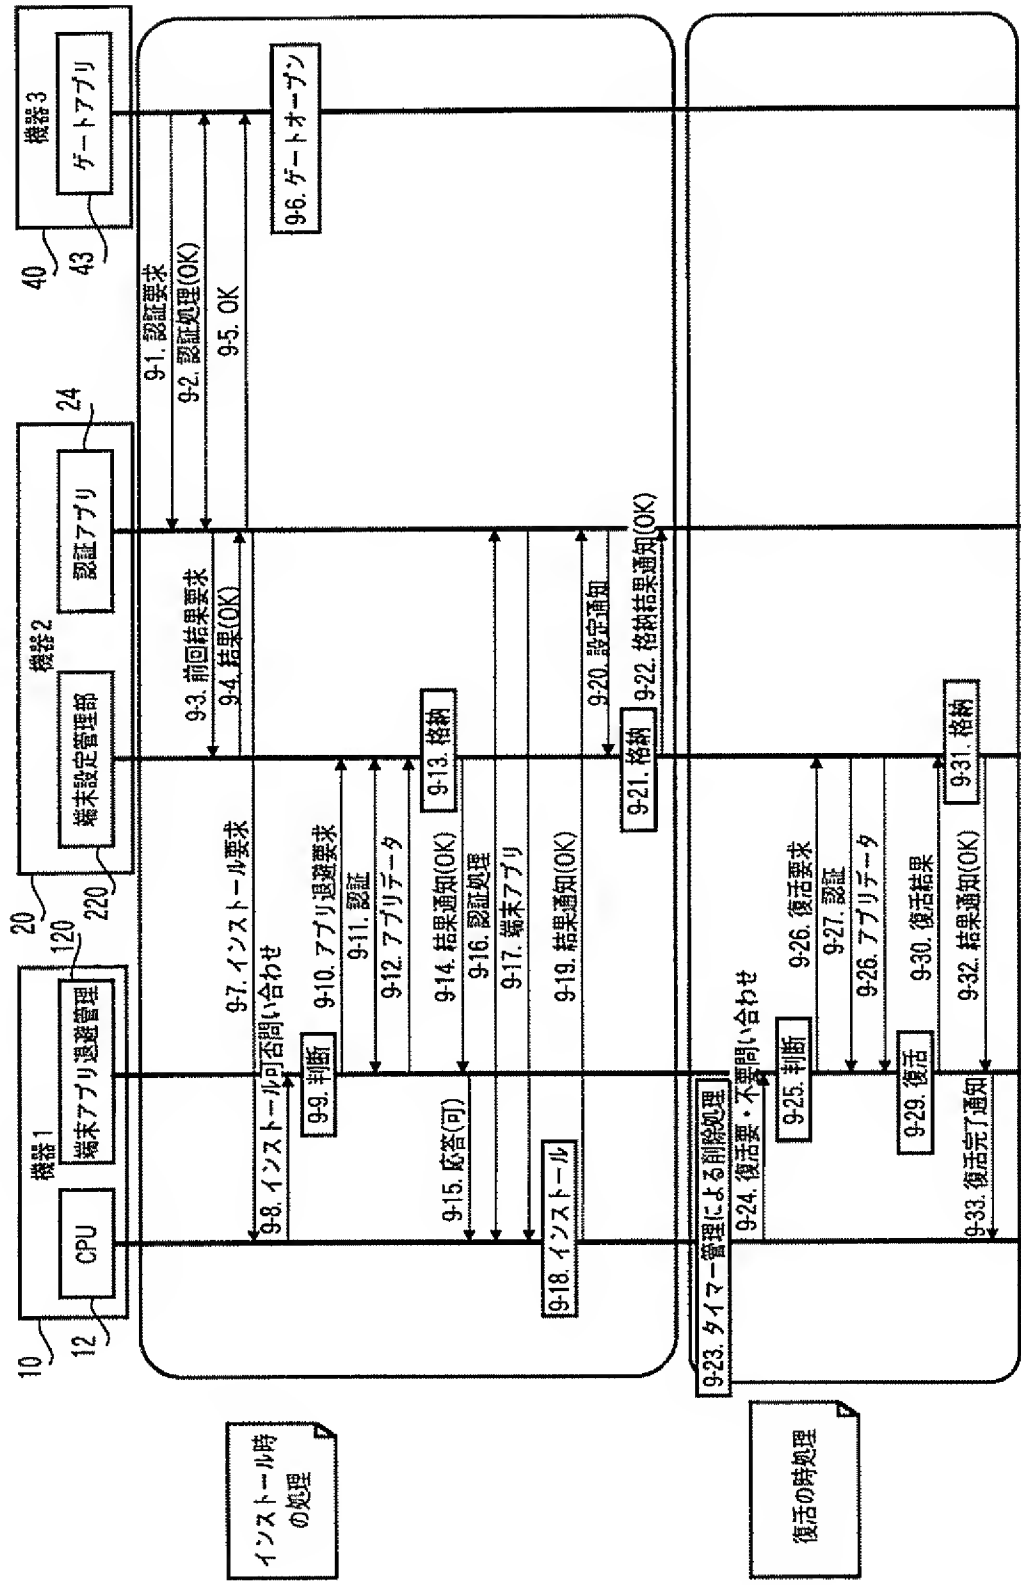 機器1
10
CPU
12
端末アプリ退避管理
120
機器2
20
端末設定管理部
220
認証アプリ
24
機器3
40
ゲートアプリ
43
インストール時
の処理
9-1. 認証要求
9-2. 認証処理(OK)
9-3. 前回結果要求
9-4. 結果(OK)
9-5. OK
9-6. ゲートオープン
9-7. インストール要求
9-8. インストール可否問い合わせ
9-9. 判断
9-10. アプリ退避要求
9-11. 認証
9-12. アプリデータ
9-13. 格納
9-14. 結果通知(OK)
9-15. 応答(可)
9-16. 認証処理
9-17. 端末アプリ
9-18. インストール
9-19. 結果通知(OK)
9-20. 設定通知
9-21. 格納
9-22. 格納結果通知(OK)
復活の時処理
9-23. タイマー管理による削除処理
9-24. 復活要・不要問い合わせ
9-25. 判断
9-26. 復活要求
9-27. 認証
9-26. アプリデータ
9-29. 復活
9-30. 復活結果
9-31. 格納
9-32. 結果通知(OK)
9-33. 復活完了通知